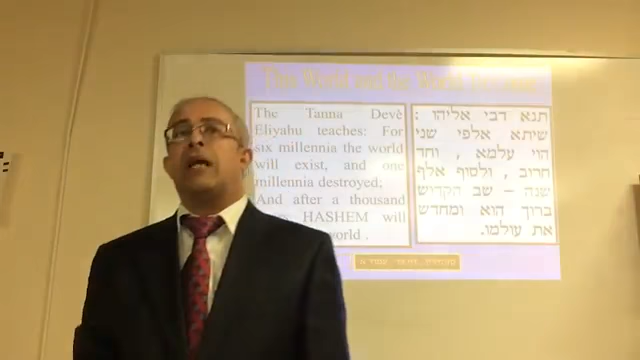 This World and the World
The Tanna Devè
Eliyahu teaches: For
six millennia the world
will exist, and one
millennia destroyed;
And after a thousand
HASHEM will
world .
תנא דבי אליהו :
שיתא אלפי שני
הוי עלמא , וחד
חרוב , ולסוף אלף
שנה – שב הקדוש
ברוך הוא ומחדש
את עולמו.